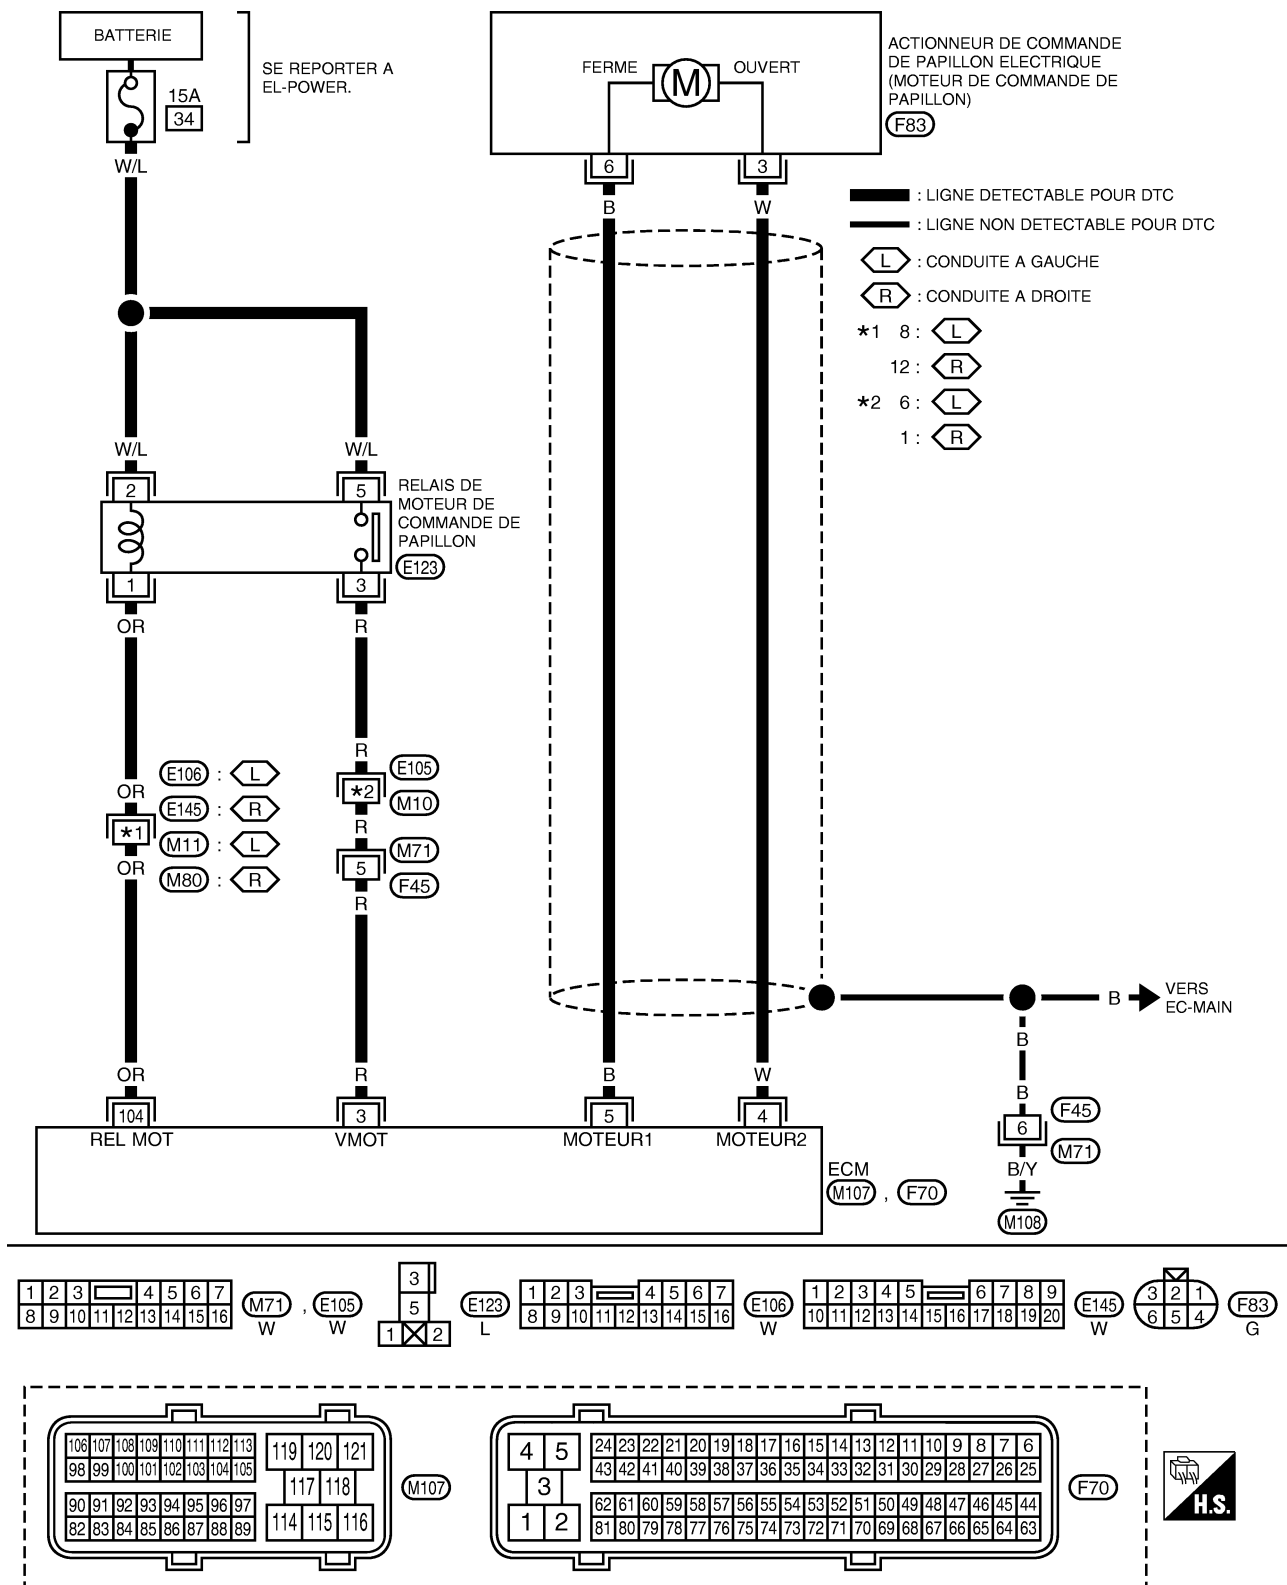 BATTERIE
15A
34
SE REPORTER A
EL-POWER.
W/L
FERME
M
OUVERT
ACTIONNEUR DE COMMANDE
DE PAPILLON ELECTRIQUE
(MOTEUR DE COMMANDE DE
PAPILLON)
F83
6
3
B
W
: LIGNE DETECTABLE POUR DTC
: LIGNE NON DETECTABLE POUR DTC
L : CONDUITE A GAUCHE
R : CONDUITE A DROITE
*1 8 : L
12 : R
*2 6 : L
1 : R
W/L
W/L
2
5
RELAIS DE
MOTEUR DE
COMMANDE DE
PAPILLON
E123
1
3
OR
R
OR
*1
OR
E106 : L
E145 : R
M11 : L
M80 : R
R
*2
R
E105
M10
5
R
M71
F45
B
VERS
EC-MAIN
B
B
6
F45
M71
B/Y
M108
OR
R
B
W
104
3
5
4
REL MOT
VMOT
MOTEUR1
MOTEUR2
ECM
M107 , F70
1 2 3 4 5 6 7
8 9 10 11 12 13 14 15 16
M71 , E105
W W
3
5
1 2
E123
L
1 2 3 4 5 6 7
8 9 10 11 12 13 14 15 16
E106
W
1 2 3 4 5 6 7 8 9
10 11 12 13 14 15 16 17 18 19 20
E145
W
3 2 1
6 5 4
F83
G
106 107 108 109 110 111 112 113
98 99 100 101 102 103 104 105
90 91 92 93 94 95 96 97
82 83 84 85 86 87 88 89
119 120 121
117 118
114 115 116
M107
4 5
3
1 2
24 23 22 21 20 19 18 17 16 15 14 13 12 11 10 9 8 7 6
43 42 41 40 39 38 37 36 35 34 33 32 31 30 29 28 27 26 25
62 61 60 59 58 57 56 55 54 53 52 51 50 49 48 47 46 45 44
81 80 79 78 77 76 75 74 73 72 71 70 69 68 67 66 65 64 63
F70
H.S.